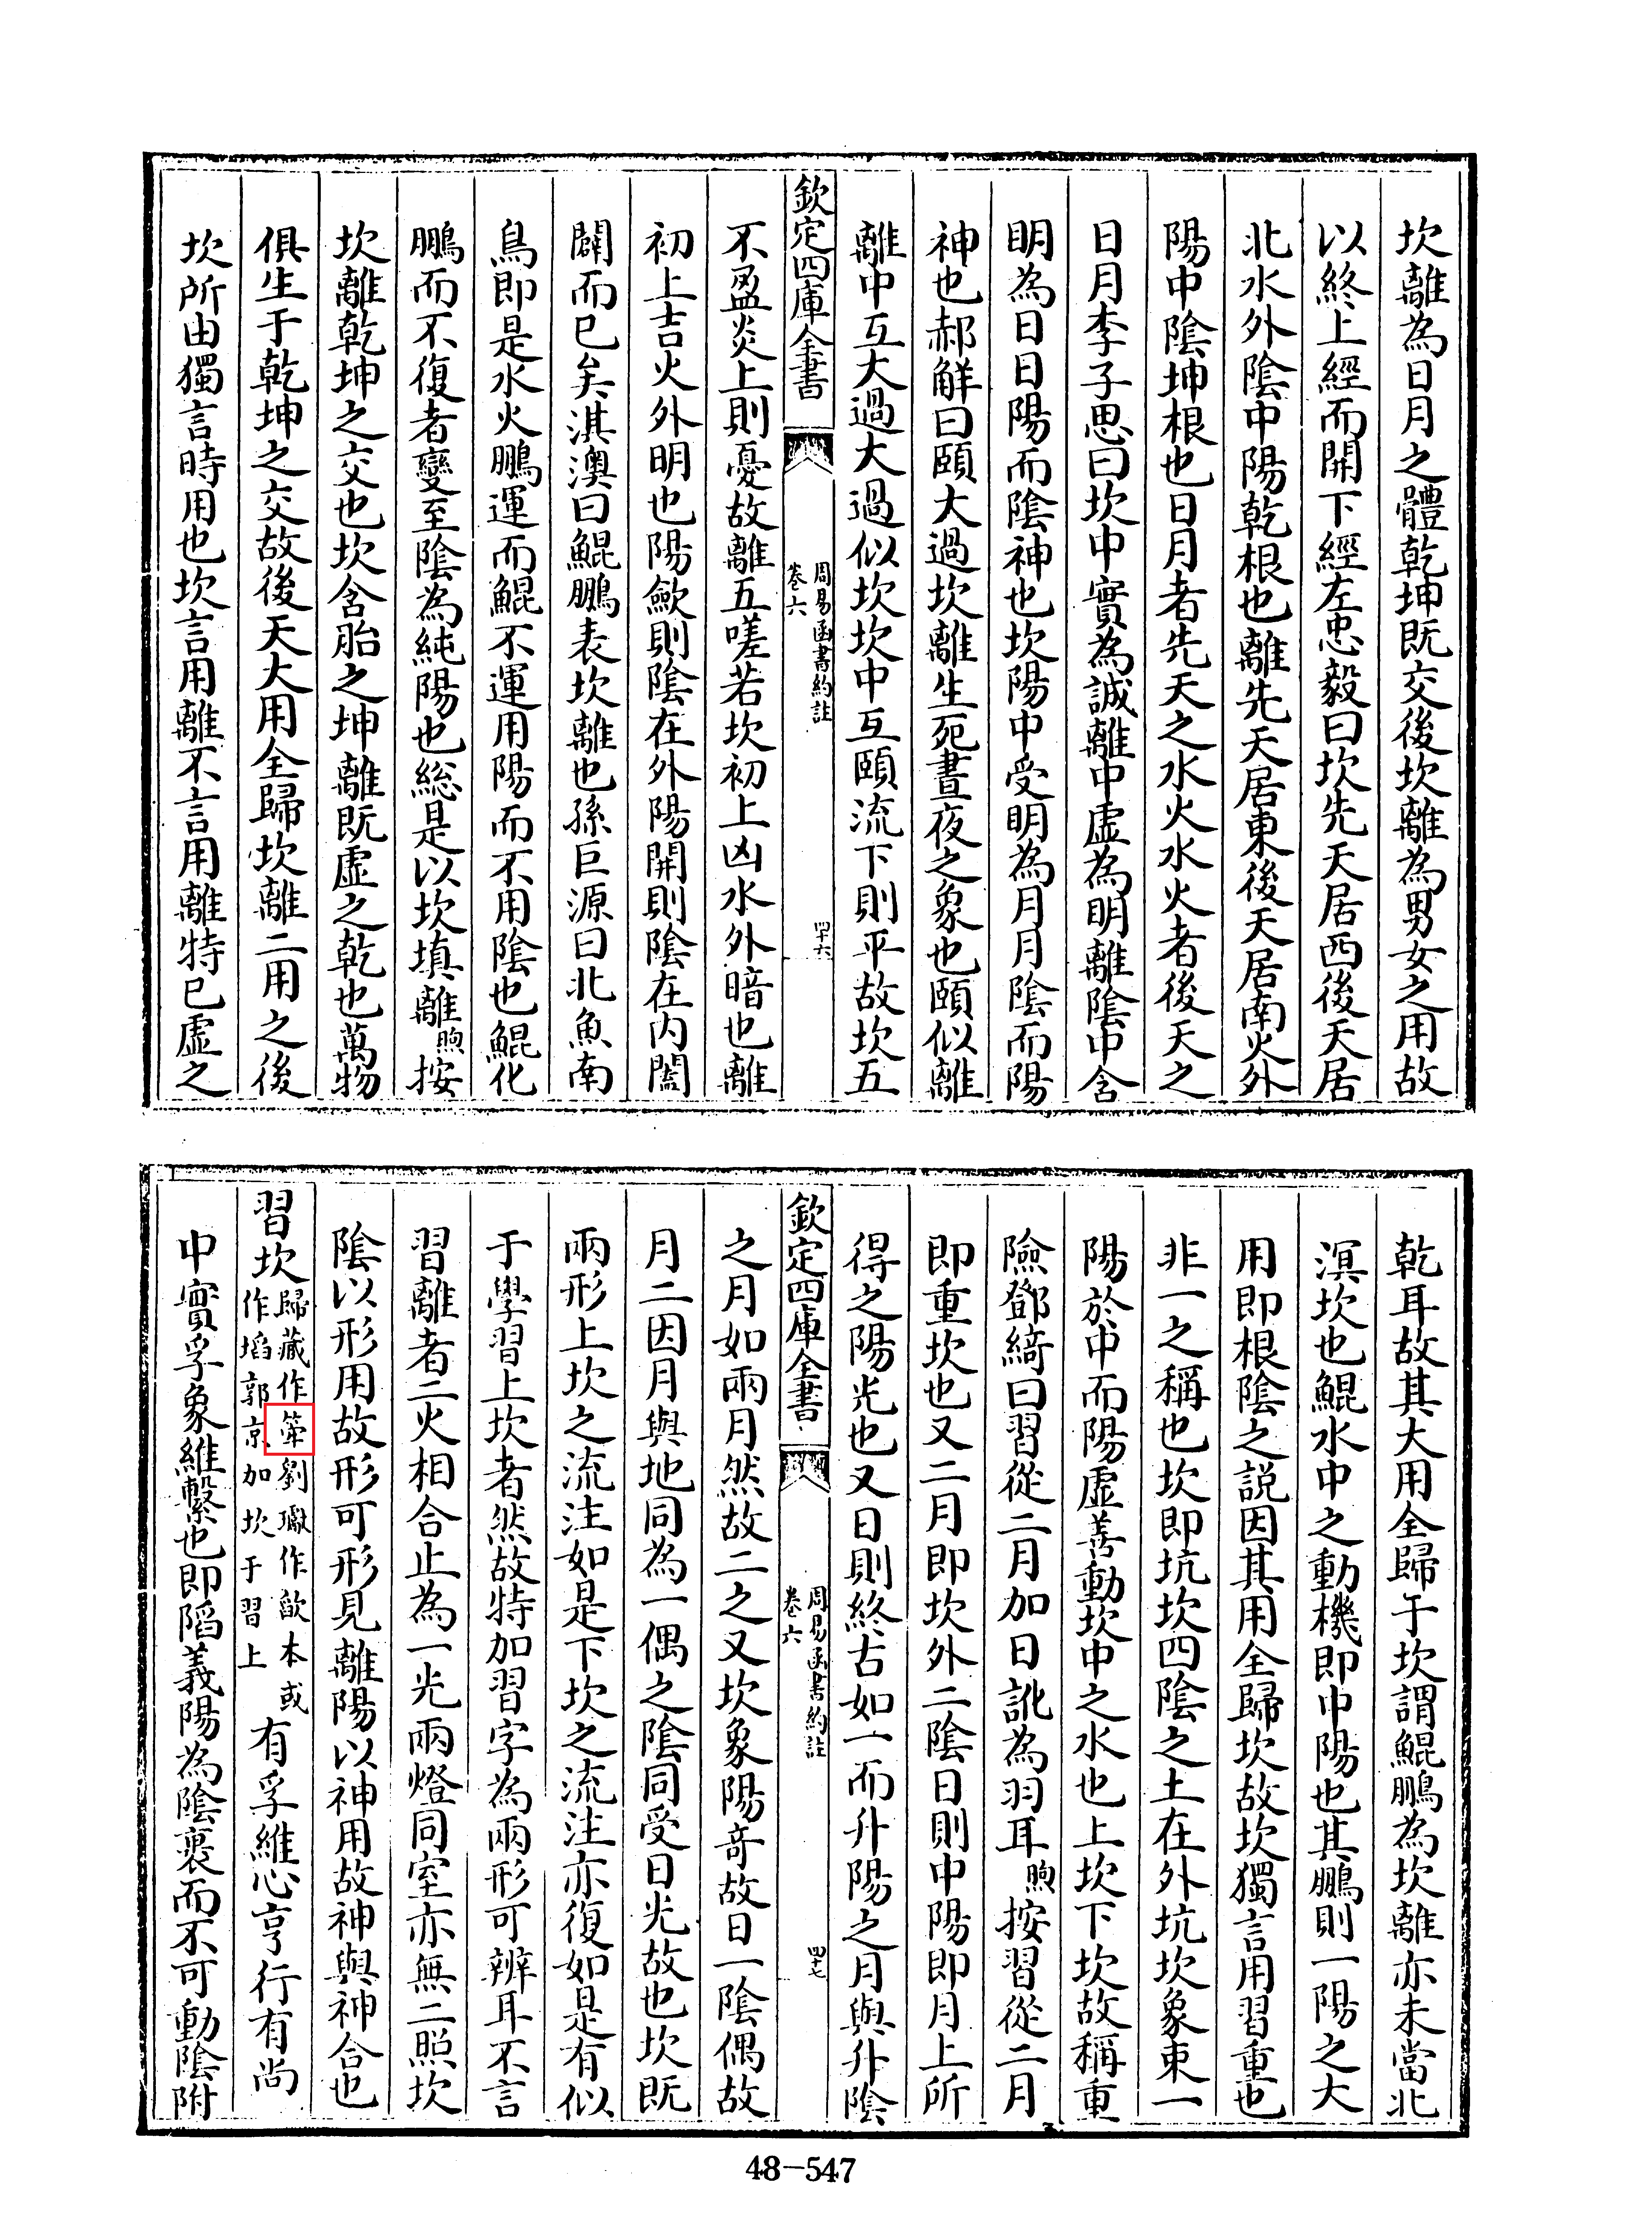 坎離為日月之體乾坤既交後坎離為男女之用故
以終上經而開下經左忠毅曰坎先天居西後天居
北水外陰中陽乾根也離先天居東後天居南火外
陽中陰坤根也日月者先天之水火水火者後天之
日月李子思曰坎中實為誠離中虛為明離陰中含
明為日日陽而陰神也坎陽中受明為月月陰而陽
神也郝解曰頤大過坎離生死晝夜之象也頤似離
離中互大過大過似坎坎中互頤流下則平故坎五
欽定四庫全書
周易函書約註
卷六
四十六
不盈炎上則憂故離五嗟若坎初上凶水外暗也離
初上吉火外明也陽歛則陰在外陽開則陰在內闔
闢而已矣淇澳曰鯤鵬表坎離也孫巨源曰北魚南
鳥即是水火鵬運而鯤不運用陽而不用陰也鯤化
鵬而不復者變至陰為純陽也總是以坎填離煦按
坎離乾坤之交也坎含胎之坤離既虛之乾也萬物
俱生于乾坤之交故後天大用全歸坎離二用之後
坎所由獨言時用也坎言用離不言用離特已虛之
乾耳故其大用全歸于坎謂鯤鵬為坎離亦未當北
溟坎也鯤水中之動機即中陽也其鵬則一陽之大
用即根陰之説因其用全歸坎故坎獨言用習重也
非一之稱也坎即坑坎四陰之土在外坑坎象東一
陽於中而陽虛善動坎中之水也上坎下坎故稱重
險鄧綺曰習從二月加日訛為羽耳煦按習從二月
即重坎也又二月即坎外二陰日則中陽即月上所
得之陽光也又日則終古如一而升陽之月與升陰
欽定四庫全書
周易函書約註
卷六
四十七
之月如兩月然故二之又坎象陽竒故日一陰偶故
月二因月與地同為一偶之陰同受日光故也坎既
兩形上坎之流注如是下坎之流注亦復如是有似
于學習上坎者然故特加習字為兩形可辨耳不言
習離者二火相合止為一光兩燈同室亦無二照坎
陰以形用故形可形見離陽以神用故神與神合也
習坎歸藏作犖劉瓛作欿本或作埳郭京加坎于習上有孚維心亨行有尚
中實孚象維繫也即陷義陽為陰裹而不可動陰附
48-547